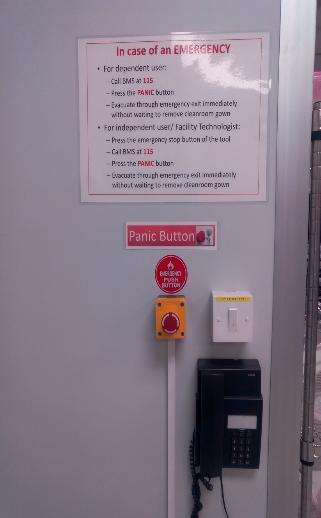 In case of an EMERGENCY
• For dependent user:
– Call BMS at 115
– Press the PANIC button
– Evacuate through emergency exit immediately
without waiting to remove cleanroom gown
• For independent user/ Facility Technologist:
– Press the emergency stop button of the tool
– Call BMS at 115
– Press the PANIC button
– Evacuate through emergency exit immediately
without waiting to remove cleanroom gown
Panic Button
EMERGENCY
PUSH
BUTTON